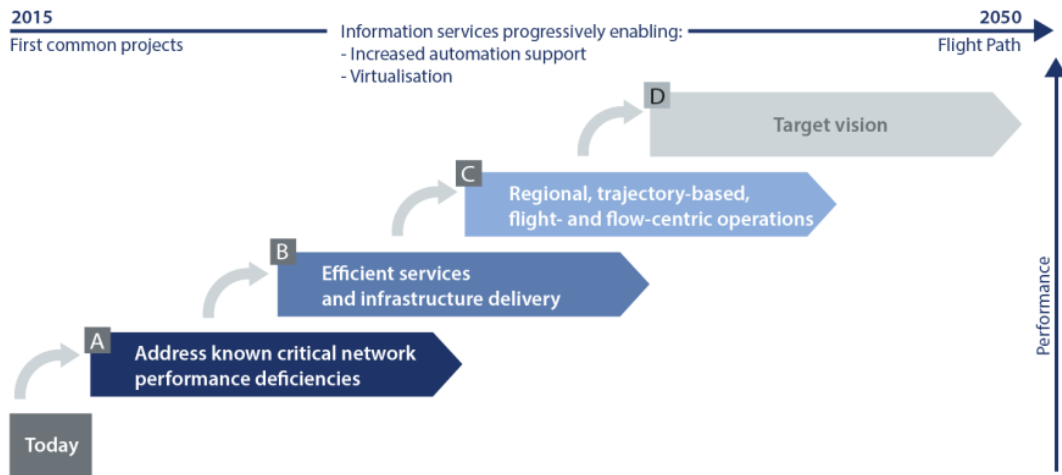 2015
First common projects
Information services progressively enabling:
- Increased automation support
- Virtualisation
2050
Flight Path
D
Target vision
C
Regional, trajectory-based,
flight- and flow-centric operations
B
Efficient services
and infrastructure delivery
A
Address known critical network
performance deficiencies
Today
Performance